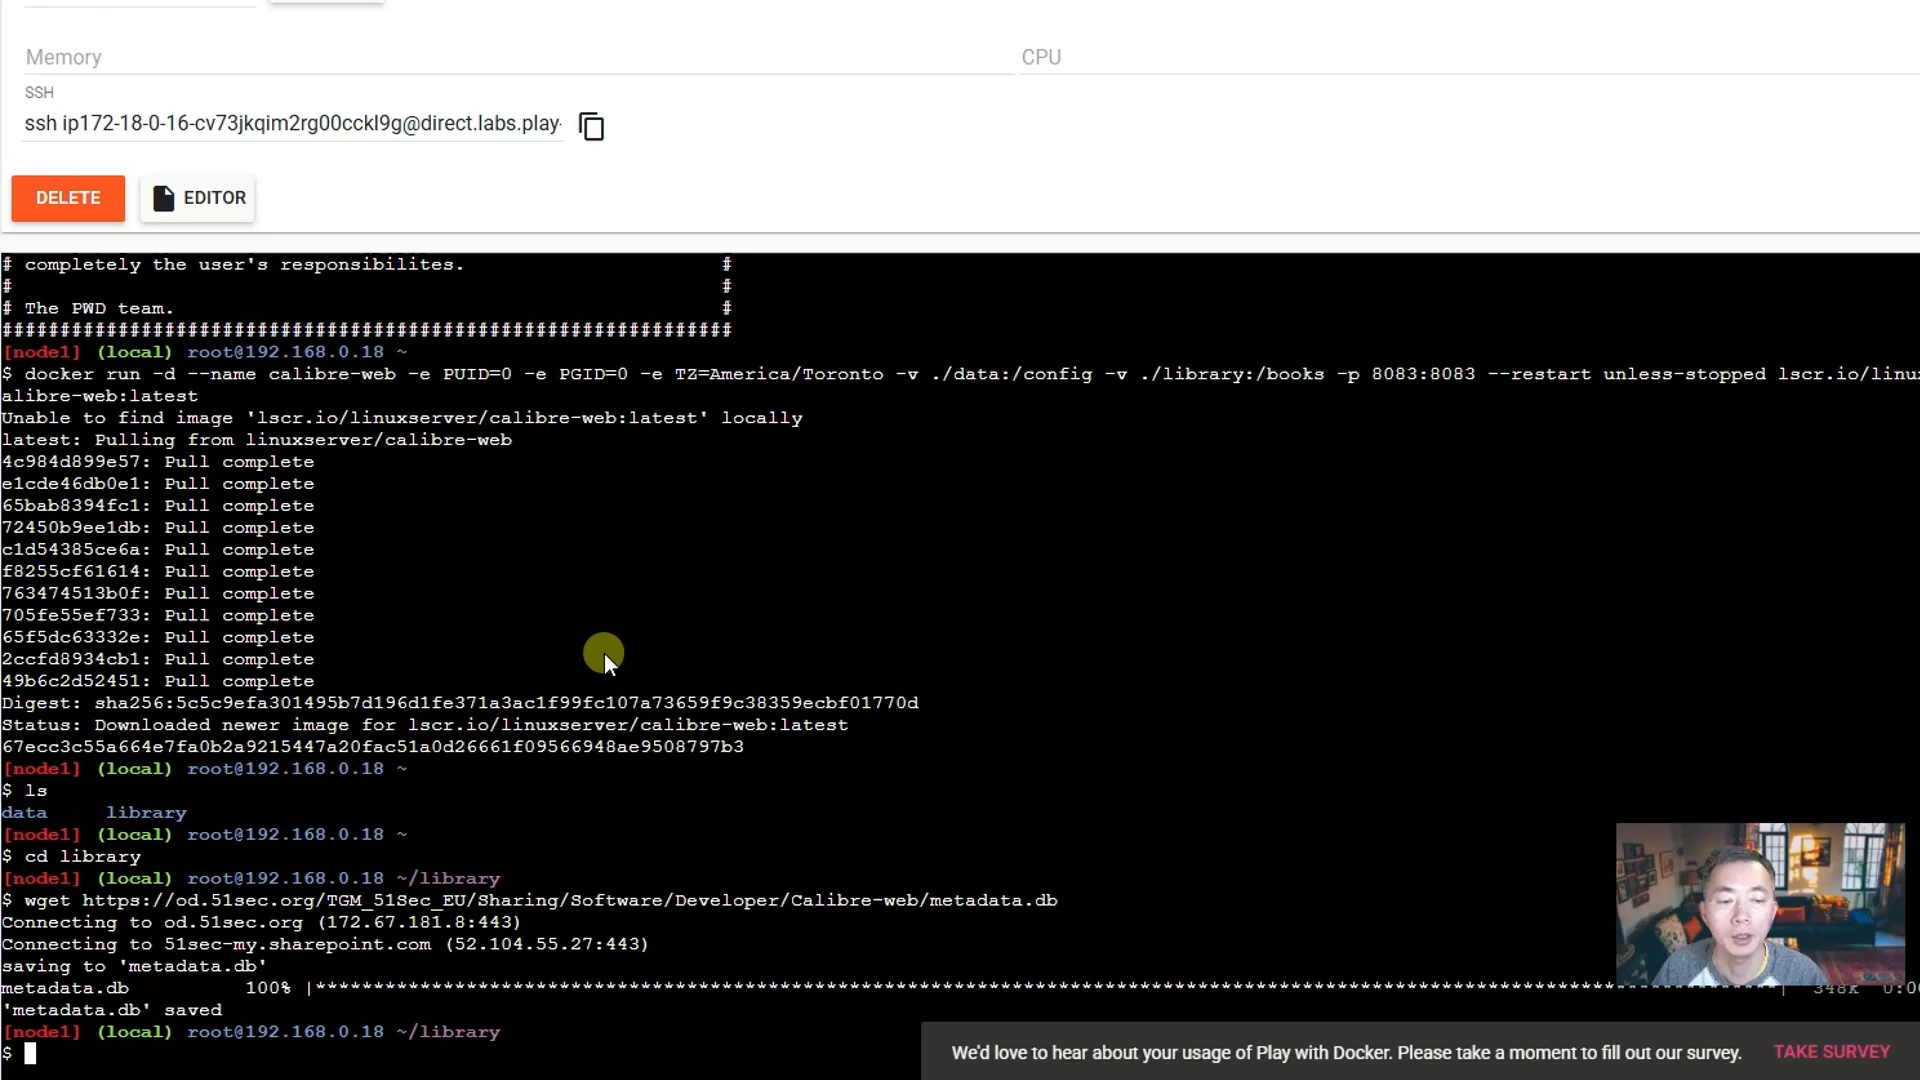 Memory
CPU
SSH
ssh ip172-18-0-16-cv73jkqim2rg00cckl9g@direct.labs.play-
DELETE
EDITOR
# completely the user's responsibilites. #
# #
# The PWD team. #
###############################################################
[node1] (local) root@192.168.0.18 ~
$ docker run -d --name calibre-web -e PUID=0 -e PGID=0 -e TZ=America/Toronto -v ./data:/config -v ./library:/books -p 8083:8083 --restart unless-stopped lscr.io/linux
alibre-web:latest
Unable to find image 'lscr.io/linuxserver/calibre-web:latest' locally
latest: Pulling from linuxserver/calibre-web
4c984d899e57: Pull complete
e1cde46db0e1: Pull complete
65bab8394fc1: Pull complete
72450b9ee1db: Pull complete
c1d54385ce6a: Pull complete
f8255cf61614: Pull complete
763474513b0f: Pull complete
705fe55ef733: Pull complete
65f5dc63332e: Pull complete
2ccfd8934cb1: Pull complete
49b6c2d52451: Pull complete
Digest: sha256:5c5c9efa301495b7d196d1fe371a3ac1f99fc107a73659f9c38359ecbf01770d
Status: Downloaded newer image for lscr.io/linuxserver/calibre-web:latest
67ecc3c55a664e7fa0b2a9215447a20fac51a0d26661f09566948ae9508797b3
[node1] (local) root@192.168.0.18 ~
$ ls
data library
[node1] (local) root@192.168.0.18 ~
$ cd library
[node1] (local) root@192.168.0.18 ~/library
$ wget https://od.51sec.org/TGM_51Sec_EU/Sharing/Software/Developer/Calibre-web/metadata.db
Connecting to od.51sec.org (172.67.181.8:443)
Connecting to 51sec-my.sharepoint.com (52.104.55.27:443)
saving to 'metadata.db'
metadata.db 100% |********************************************************************************************************************************| 348k 0:00
'metadata.db' saved
[node1] (local) root@192.168.0.18 ~/library
$
We'd love to hear about your usage of Play with Docker. Please take a moment to fill out our survey. TAKE SURVEY